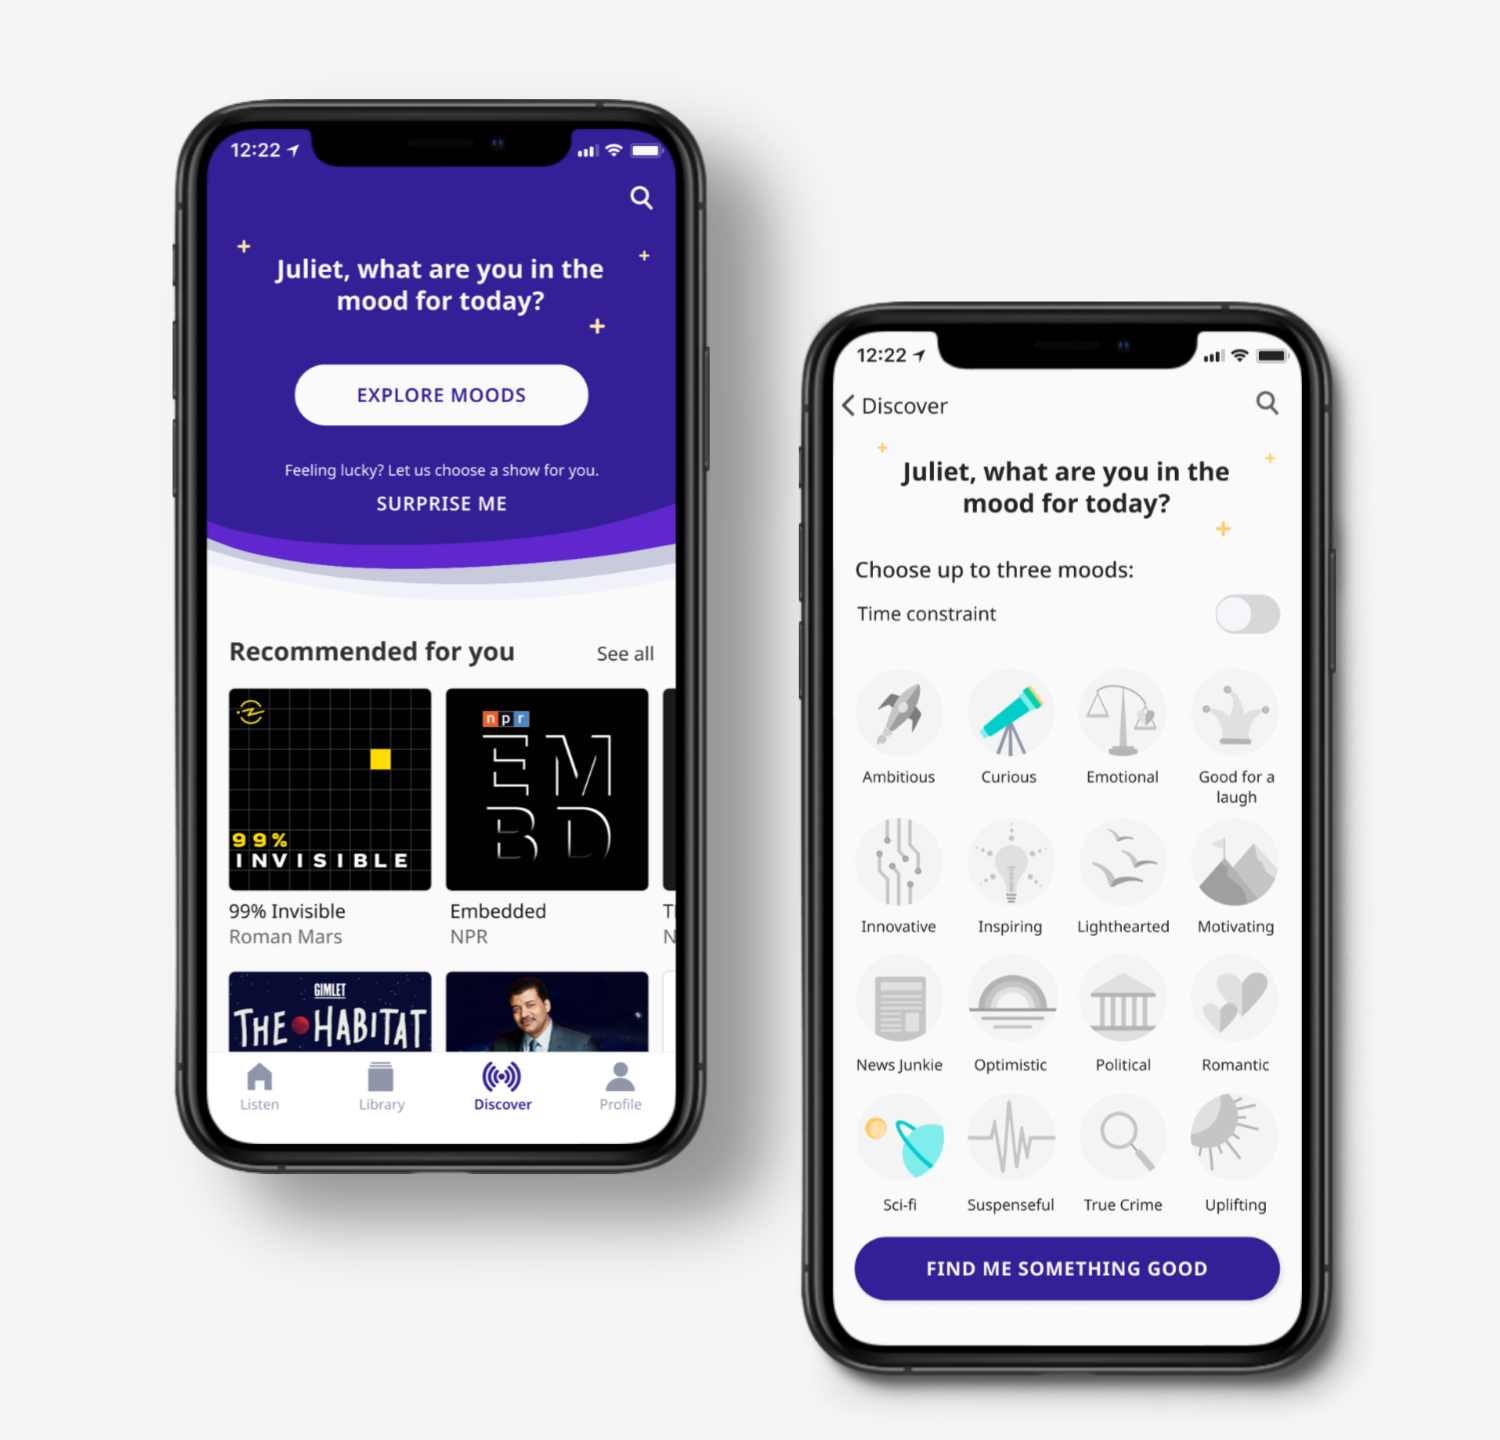 12:22
Juliet, what are you in the
mood for today?
EXPLORE MOODS
Feeling lucky? Let us choose a show for you.
SURPRISE ME
Recommended for you
See all
99%
INVISIBLE
npr
EM
BD
99% Invisible
Embedded
Roman Mars
NPR
GIMLET
THE HABITAT
Listen
Library
Discover
Profile
12:22
Discover
Juliet, what are you in the
mood for today?
Choose up to three moods:
Time constraint
Ambitious
Curious
Emotional
Good for a
laugh
Innovative
Inspiring
Lighthearted
Motivating
News Junkie
Optimistic
Political
Romantic
Sci-fi
Suspenseful
True Crime
Uplifting
FIND ME SOMETHING GOOD